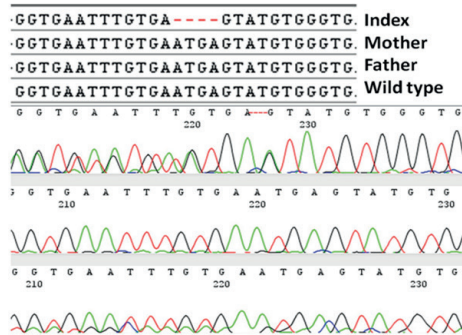 GGTGAATTTGTGA-----GTATGTGGGTG. Index
GGTGAATTTGTGAATGAGTATGTGGGTG. Mother
GGTGAATTTGTGAATGAGTATGTGGGTG. Father
GGTGAATTTGTGAATGAGTATGTGGGTG. Wild type
G G T G A A T T T G T G A ---- G T A T G T G G G T G
220 230
G G T G A A T T T G T G A A T G A G T A T G T G
210 220 230
G G T G A A T T T G T G A A T G A G T A T G T G
210 220 230